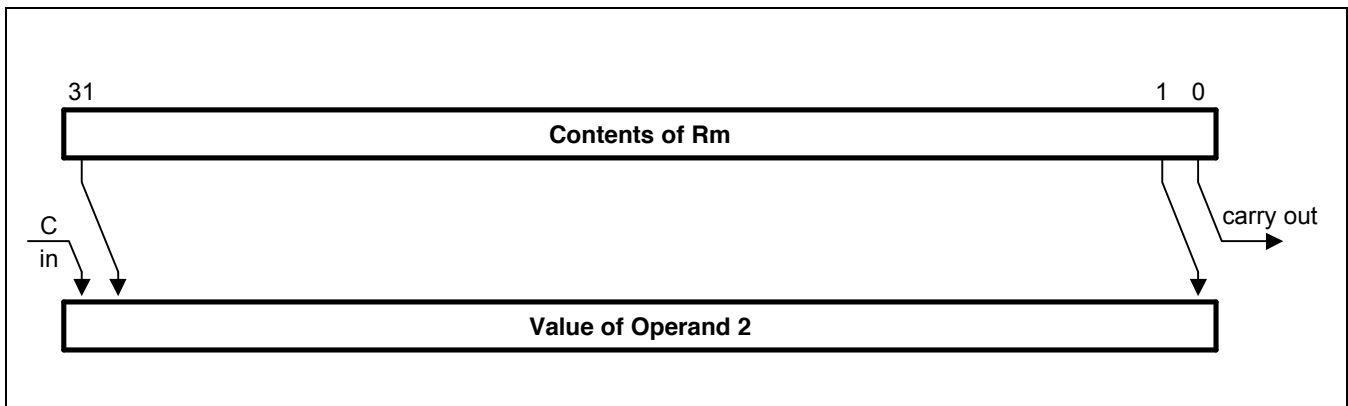 31 1 0
Contents of Rm
C
in
carry out
Value of Operand 2